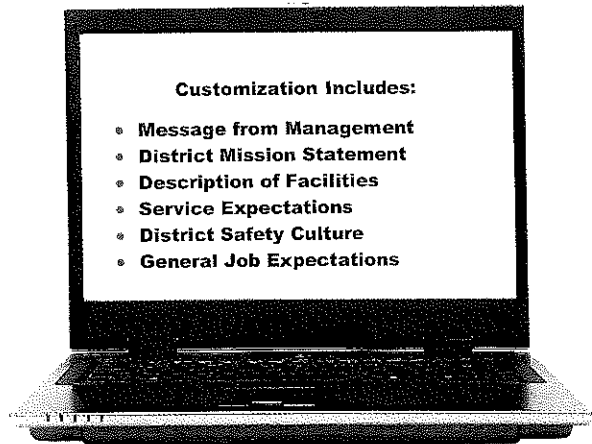 Customization Includes:
• Message from Management
• District Mission Statement
• Description of Facilities
• Service Expectations
• District Safety Culture
• General Job Expectations